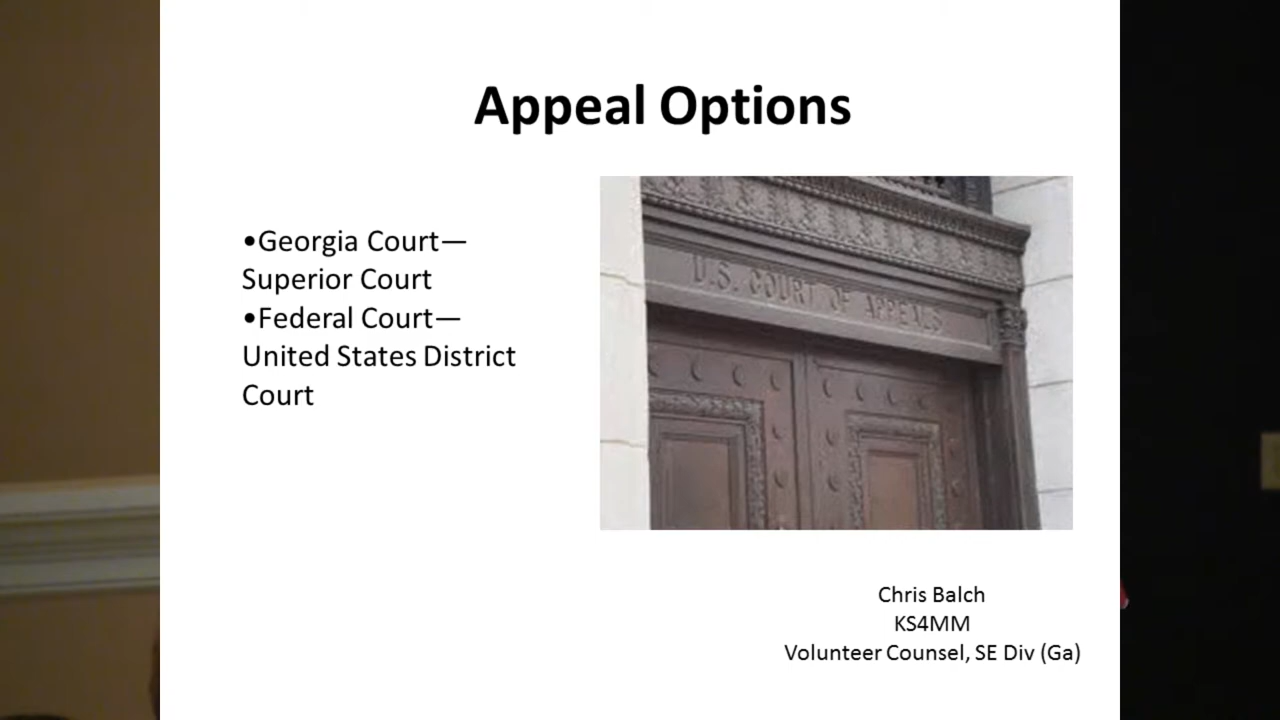 Appeal Options
•Georgia Court—
Superior Court
•Federal Court—
United States District
Court
U.S. COURT OF APPEALS
Chris Balch
KS4MM
Volunteer Counsel, SE Div (Ga)